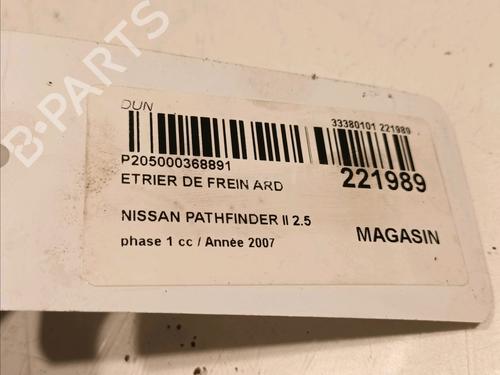 B-PARTS
DUN
33380101 221989
P205000368891
ETRIER DE FREIN ARD
221989
NISSAN PATHFINDER II 2.5
MAGASIN
phase 1 cc / Année 2007